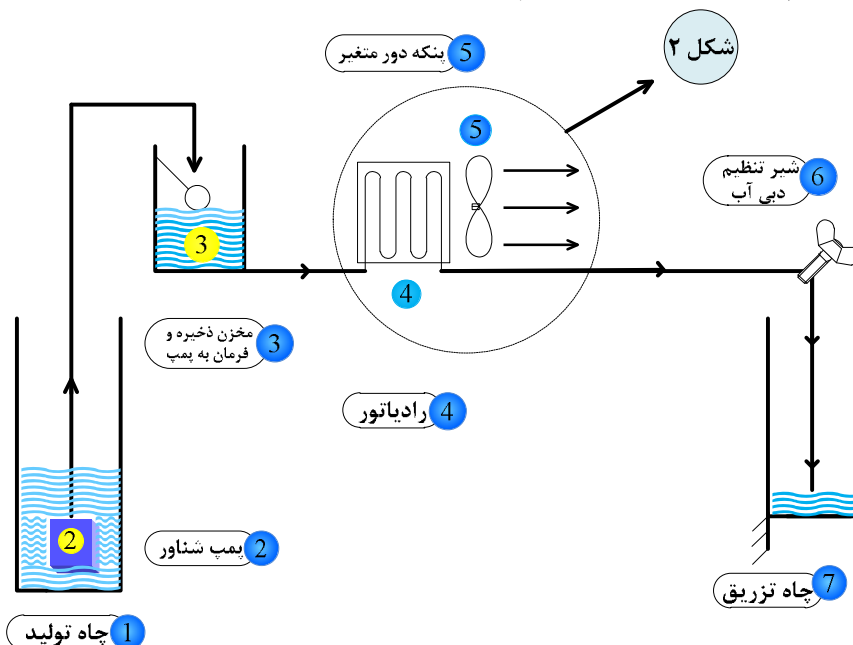 شکل ۲
پنکه دور متغیر 5
5
شیر تنظیم
دبی آب
6
3
4
مخزن ذخیره و
فرمان به پمپ
3
رادیاتور 4
2
پمپ شناور 2
چاه تزریق 7
چاه تولید 1